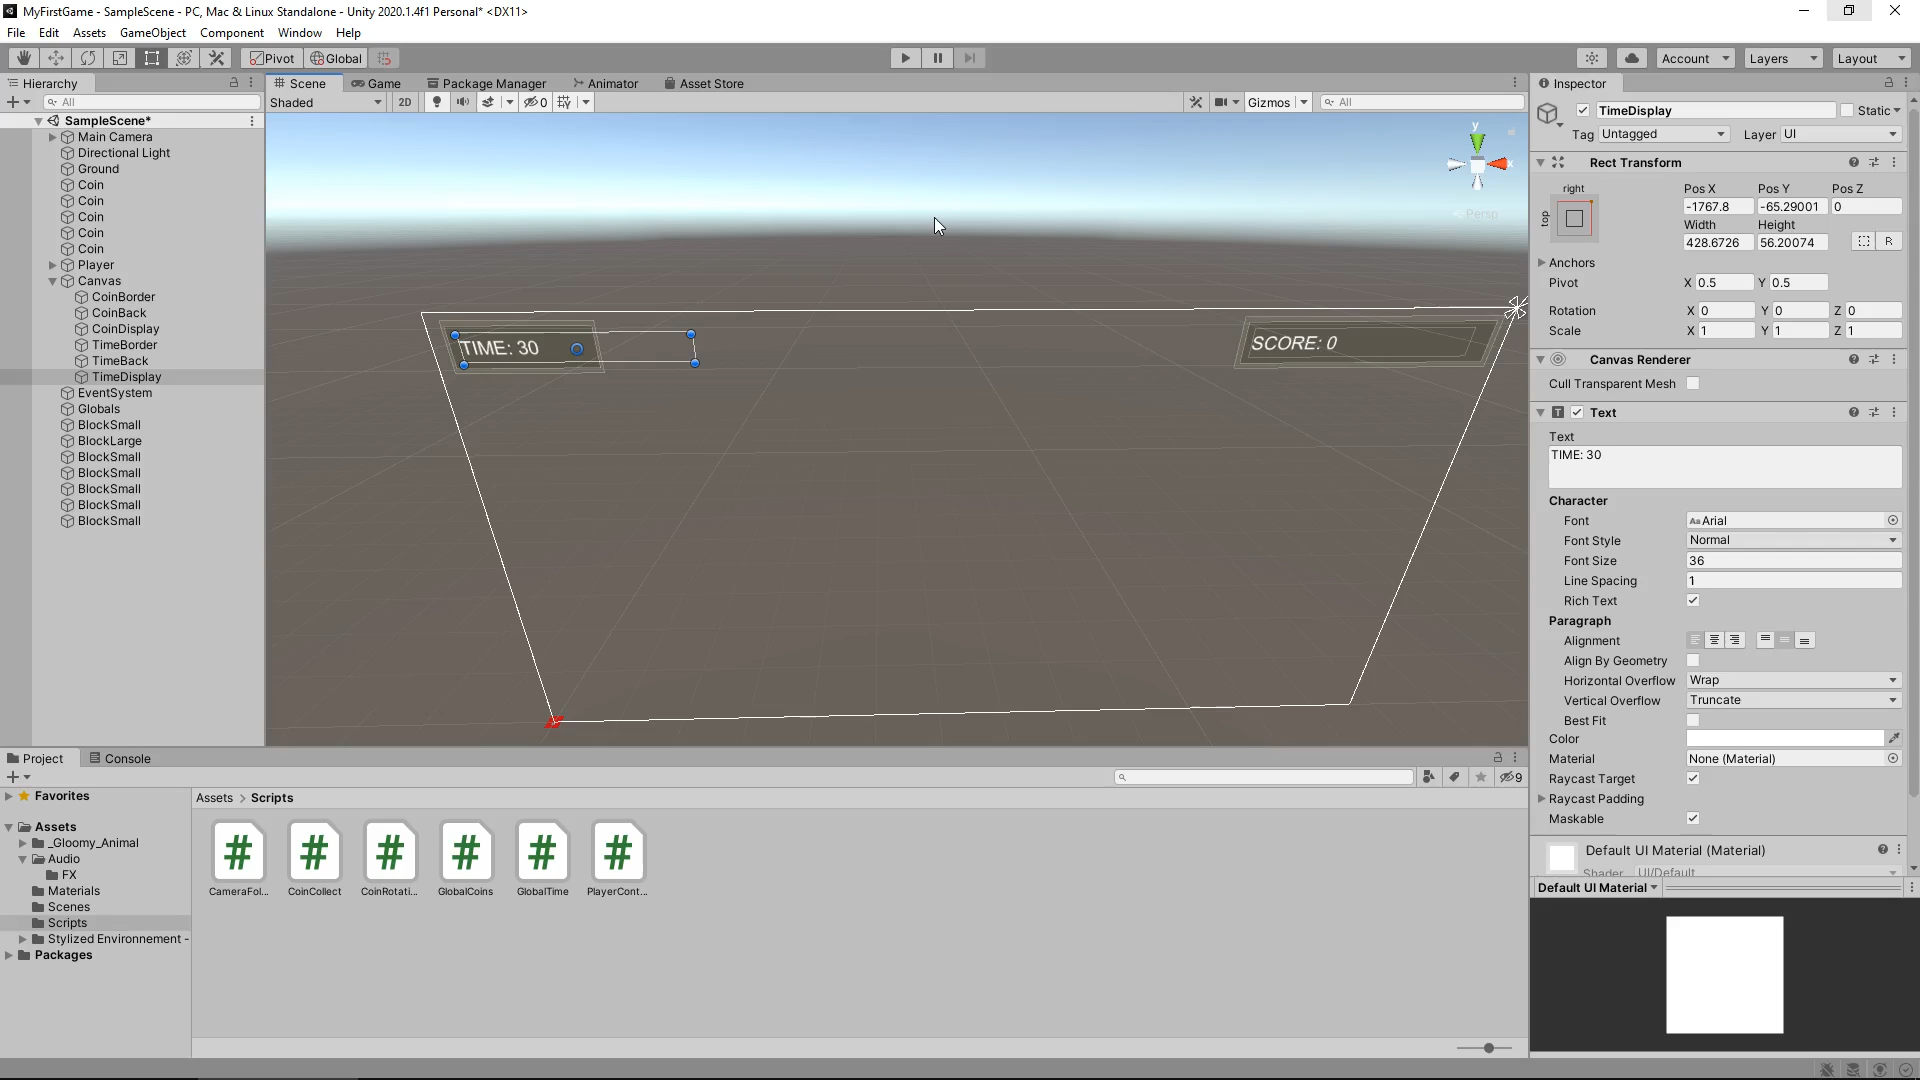 MyFirstGame - SampleScene - PC, Mac & Linux Standalone - Unity 2020.1.4f1 Personal* <DX11>
File Edit Assets GameObject Component Window Help
Pivot Global Account Layers Layout
Hierarchy
All
SampleScene*
Main Camera
Directional Light
Ground
Coin
Coin
Coin
Coin
Coin
Player
Canvas
CoinBorder
CoinBack
CoinDisplay
TimeBorder
TimeBack
TimeDisplay
EventSystem
Globals
BlockSmall
BlockLarge
BlockSmall
BlockSmall
BlockSmall
BlockSmall
BlockSmall
Scene Game Package Manager Animator Asset Store
Shaded 2D 0 Gizmos All
y
x
Persp
TIME: 30
SCORE: 0
Inspector
TimeDisplay Static
Tag Untagged Layer UI
Rect Transform
right
top
Pos X Pos Y Pos Z
-1767.8 -65.29001 0
Width Height
428.6726 56.20074 R
Anchors
Pivot X 0.5 Y 0.5
Rotation X 0 Y 0 Z 0
Scale X 1 Y 1 Z 1
Canvas Renderer
Cull Transparent Mesh
T Text
Text
TIME: 30
Character
Font Aa Arial
Font Style Normal
Font Size 36
Line Spacing 1
Rich Text
Paragraph
Alignment
Align By Geometry
Horizontal Overflow Wrap
Vertical Overflow Truncate
Best Fit
Color
Material None (Material)
Raycast Target
Raycast Padding
Maskable
Default UI Material (Material)
Shader UI/Default
Default UI Material
Project Console
9
Favorites
Assets
_Gloomy_Animal
Audio
FX
Materials
Scenes
Scripts
Stylized Environnement -
Packages
Assets > Scripts
CameraFol... CoinCollect CoinRotati... GlobalCoins GlobalTime PlayerCont...